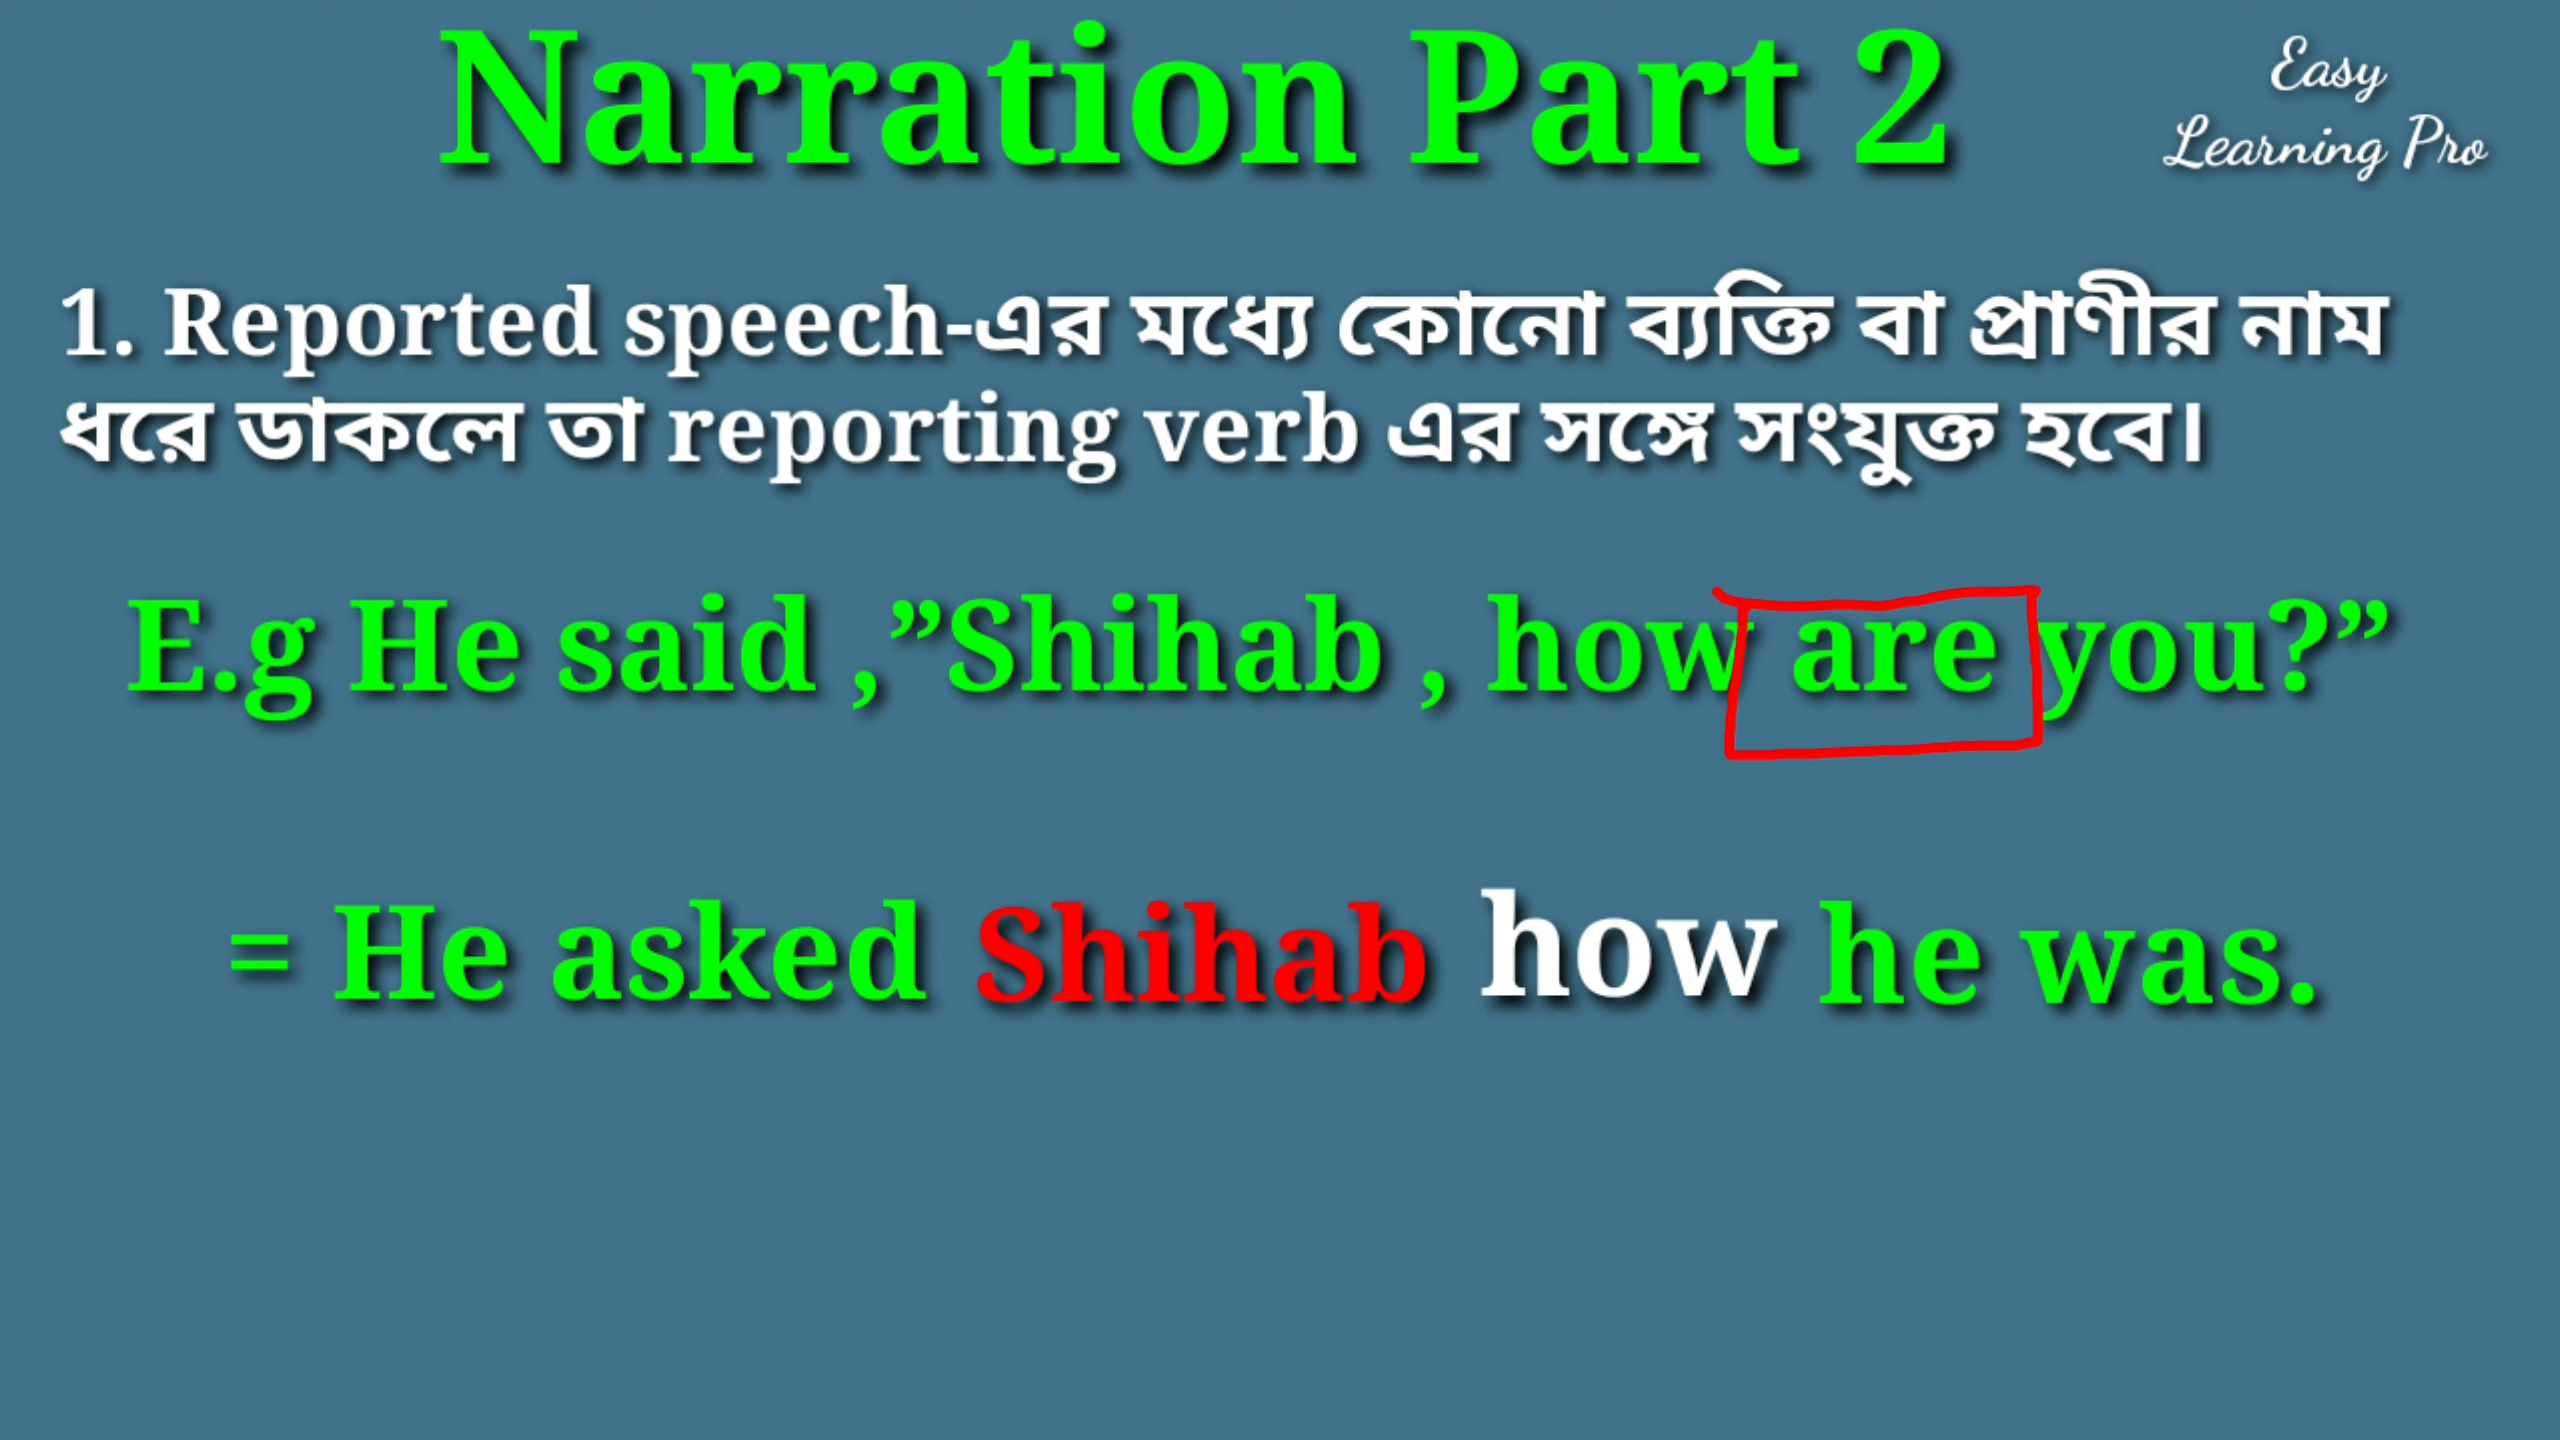 Narration Part 2
Easy
Learning Pro
1. Reported speech-এর মধ্যে কোনো ব্যক্তি বা প্রাণীর নাম
ধরে ডাকলে তা reporting verb এর সঙ্গে সংযুক্ত হবে।
E.g He said ,”Shihab , how are you?”
= He asked Shihab how he was.